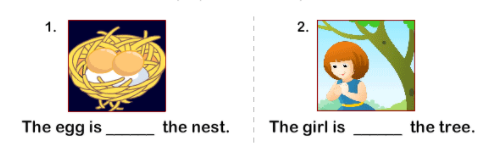 1.
2.
The egg is ______ the nest.
The girl is ______ the tree.